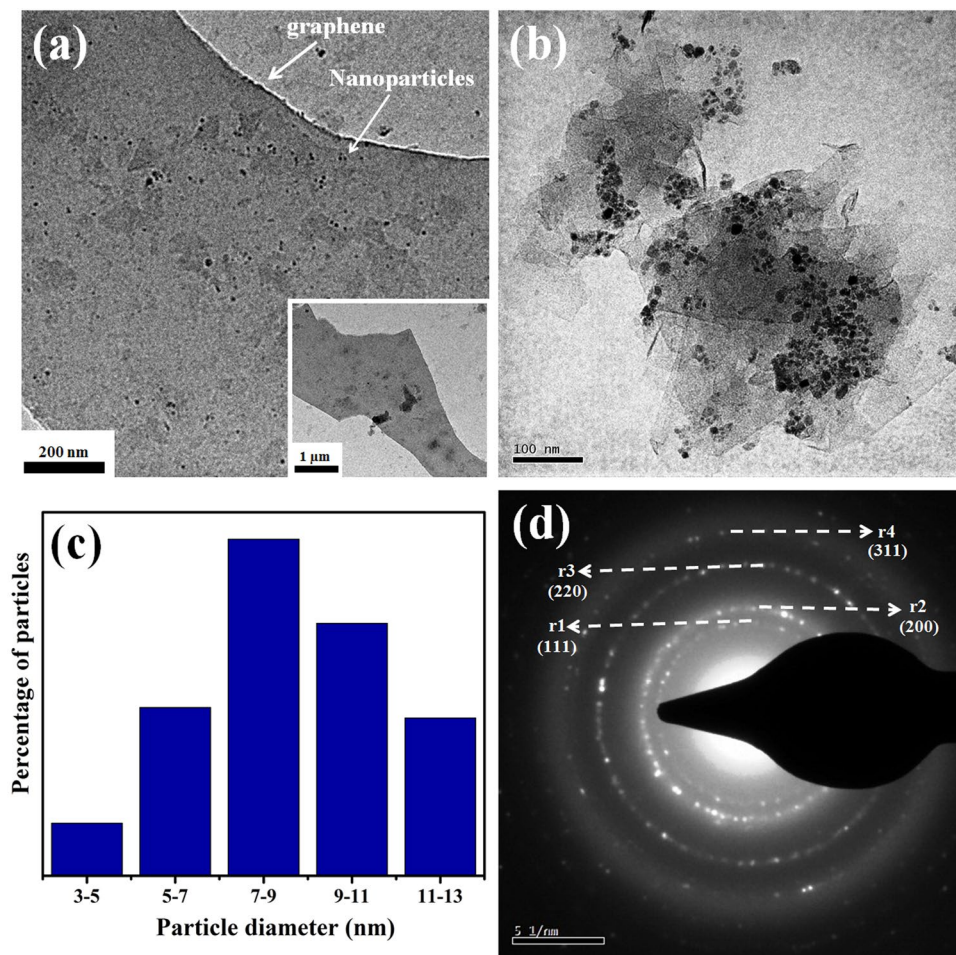 (a)
graphene
Nanoparticles
200 nm
1 µm
(b)
100 nm
(c)
Percentage of particles
3-5
5-7
7-9
9-11
11-13
Particle diameter (nm)
(d)
r4
(311)
r3
(220)
r2
(200)
r1
(111)
5 1/nm